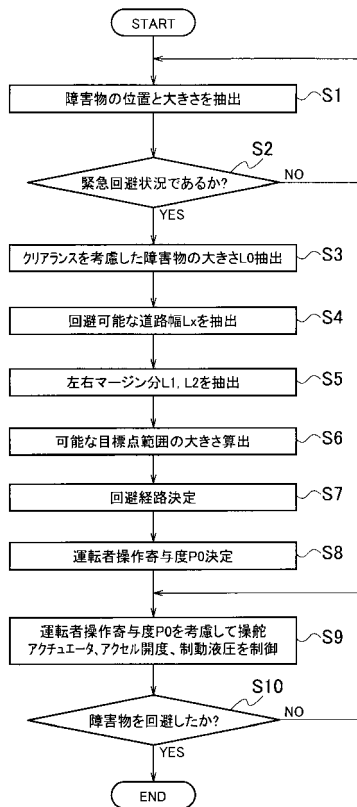 START
障害物の位置と大きさを抽出
S1
緊急回避状況であるか?
S2
NO
YES
クリアランスを考慮した障害物の大きさL0抽出
S3
回避可能な道路幅Lxを抽出
S4
左右マージン分L1, L2を抽出
S5
可能な目標点範囲の大きさ算出
S6
回避経路決定
S7
運転者操作寄与度P0決定
S8
運転者操作寄与度P0を考慮して操舵
アクチュエータ、アクセル開度、制動液圧を制御
S9
障害物を回避したか?
S10
NO
YES
END